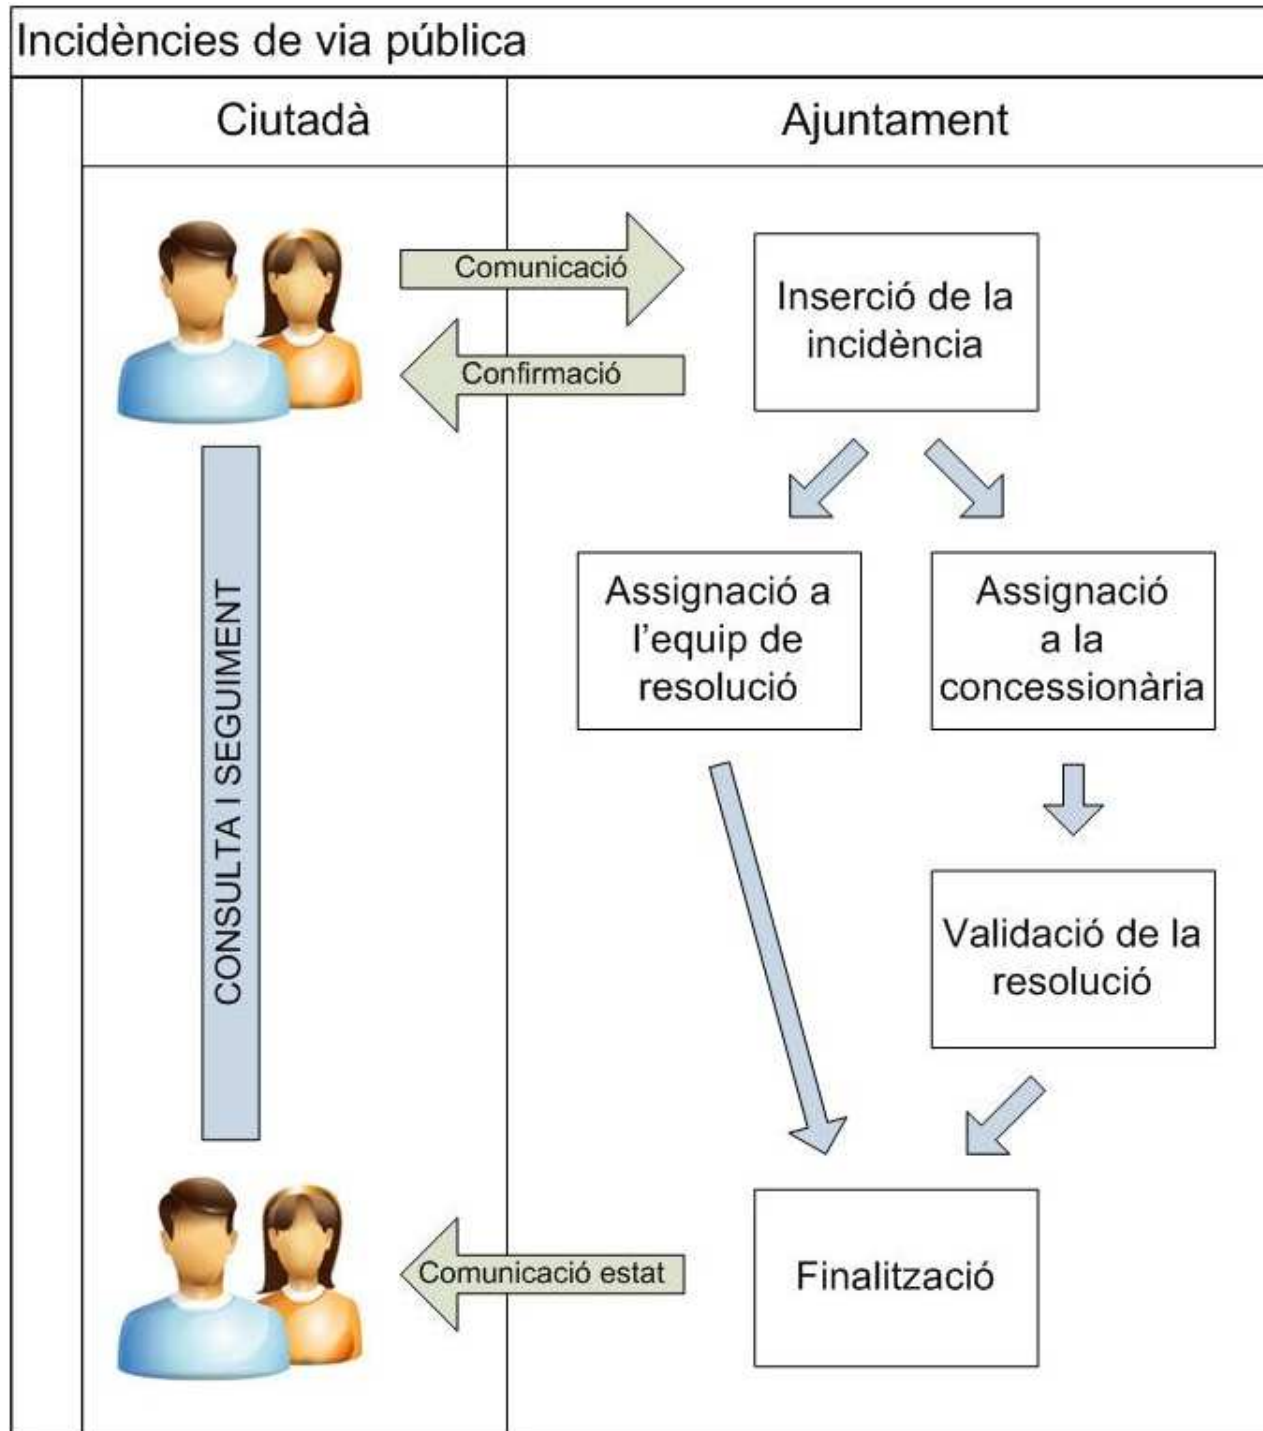 Incidències de via pública
Ciutadà
Ajuntament
Comunicació
Confirmació
Inserció de la
incidència
Assignació a
l'equip de
resolució
Assignació
a la
concessionària
CONSULTA I SEGUIMENT
Validació de la
resolució
Comunicació estat
Finalització